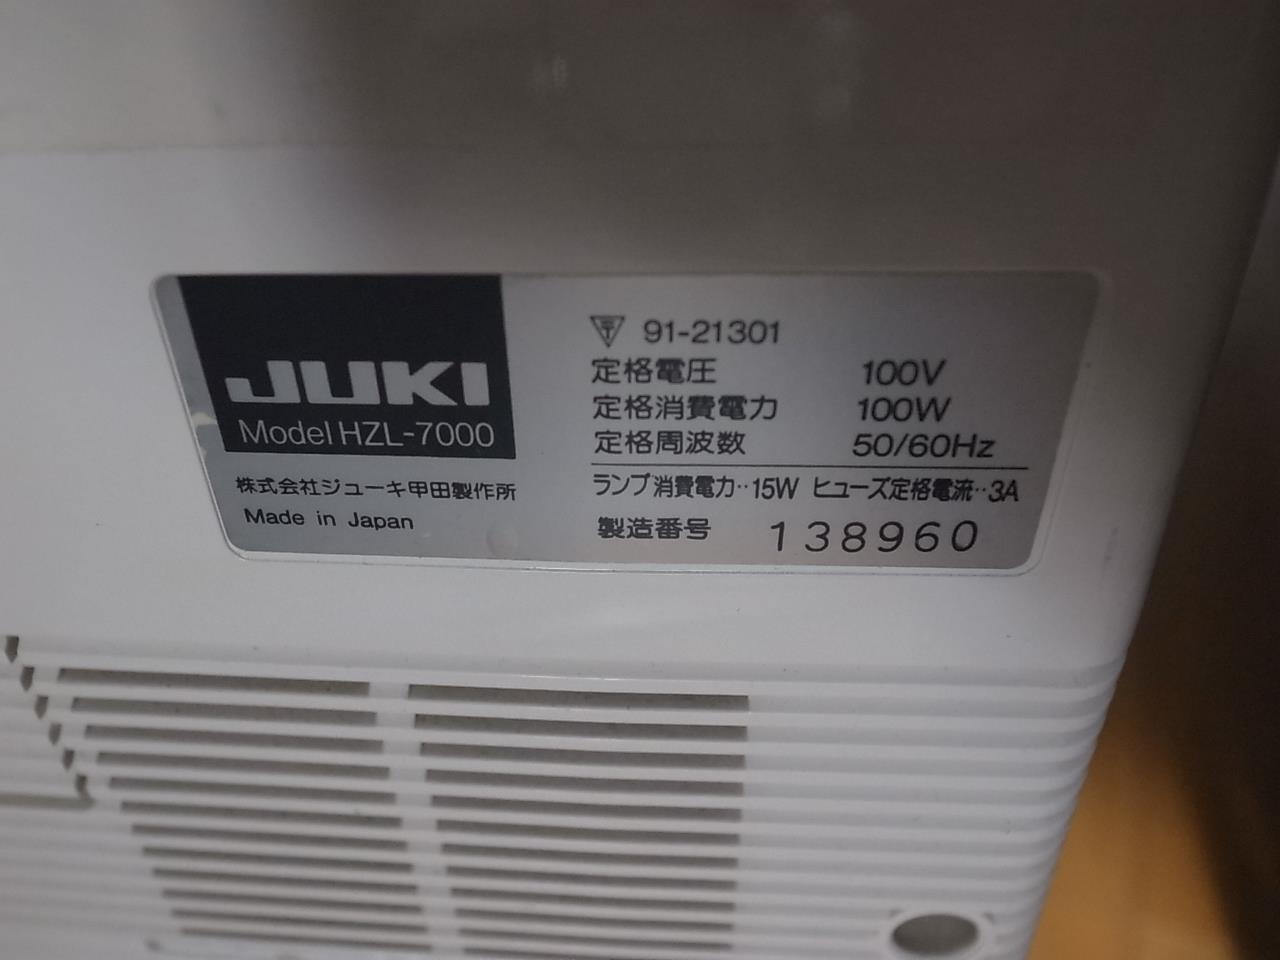 JUKI
Model HZL-7000
株式会社ジューキ甲田製作所
Made in Japan
〒 91-21301
定格電圧 100V
定格消費電力 100W
定格周波数 50/60Hz
ランプ消費電力‥15W ヒューズ定格電流‥3A
製造番号 138960